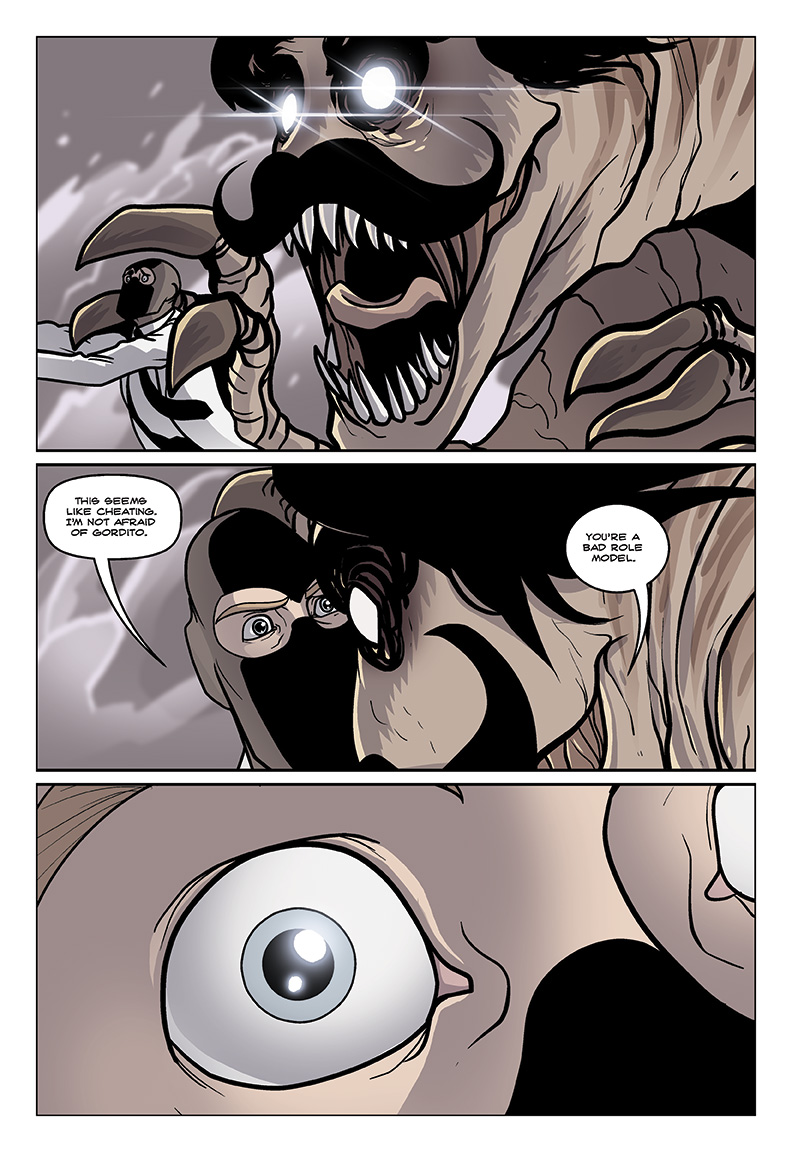 THIS SEEMS
LIKE CHEATING.
I'M NOT AFRAID
OF GORDITO.
YOU'RE A
BAD ROLE
MODEL.